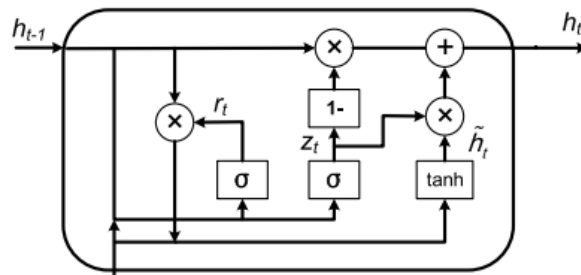 h_{t-1}
h_t
×
+
r_t
×
1-
×
z_t
h̃_t
σ
σ
tanh